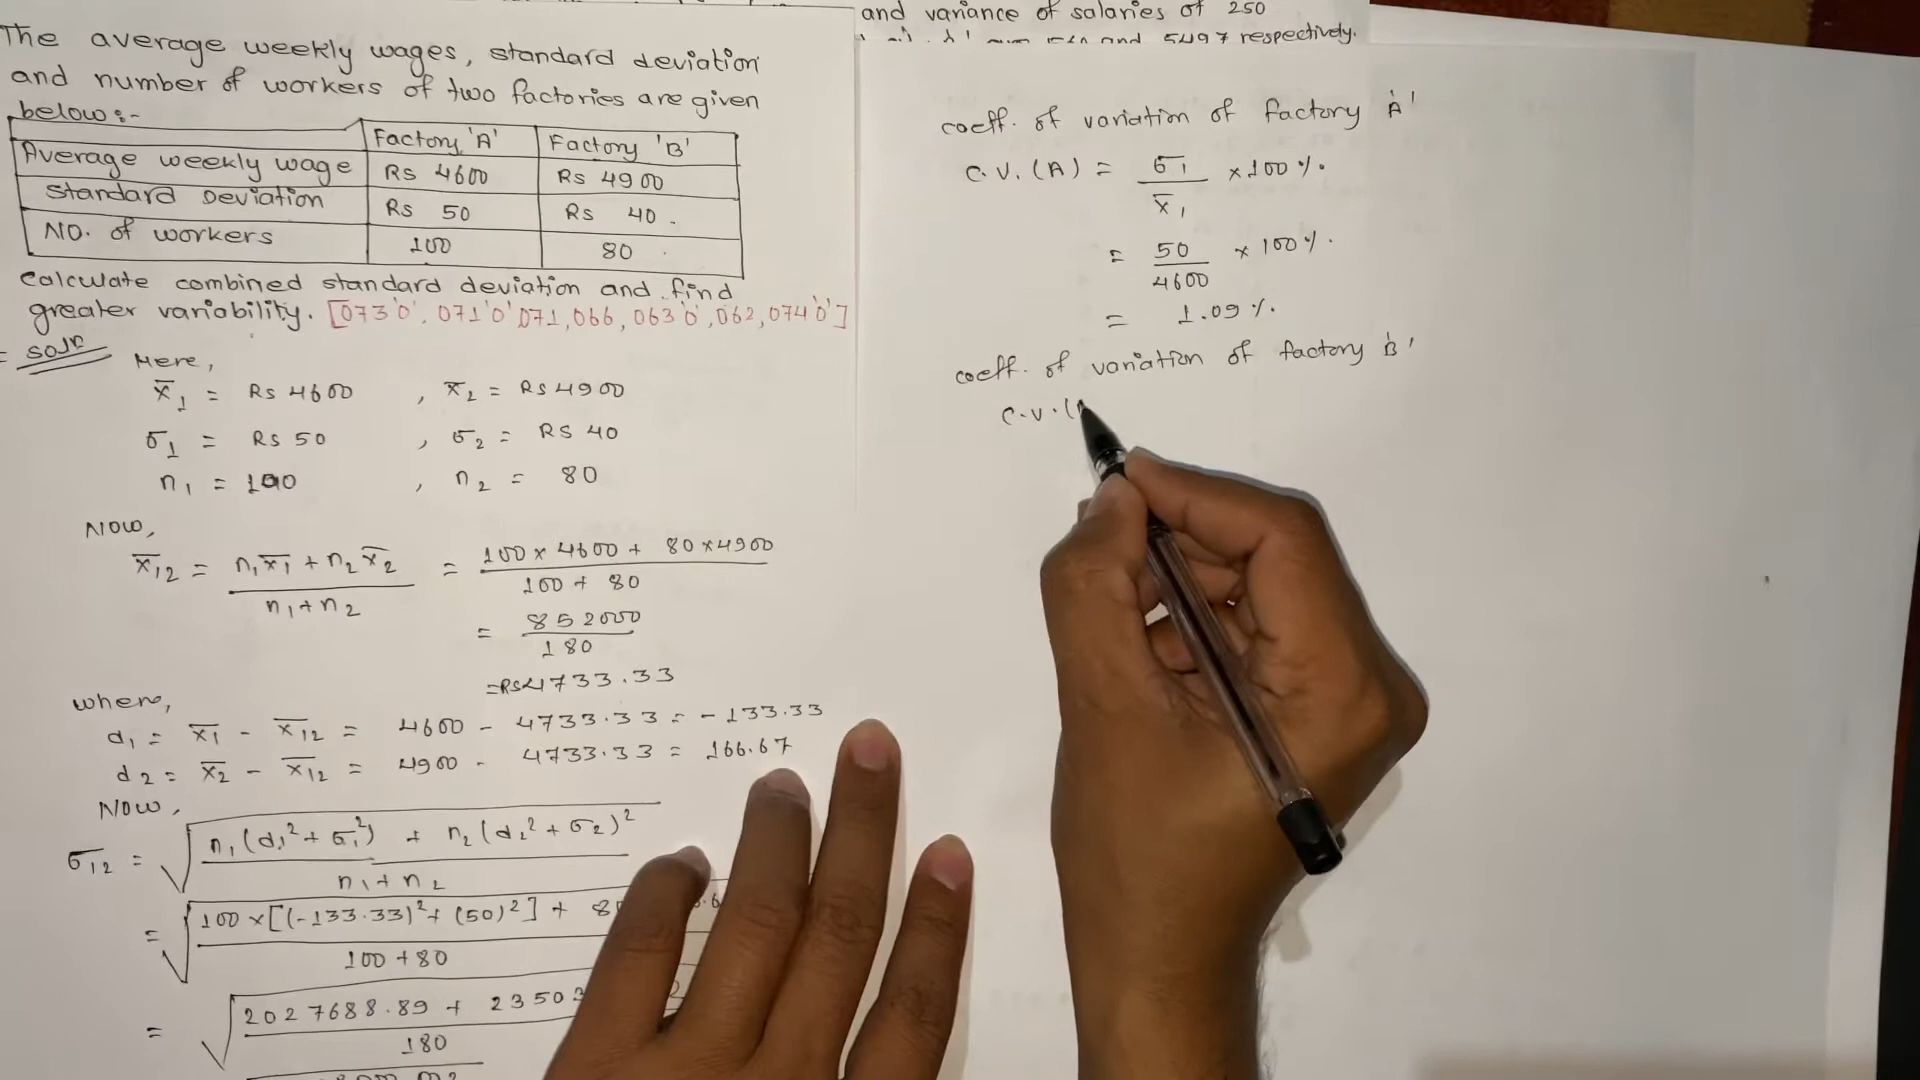 and variance of salaries of 250
and 5497 respectively.
The average weekly wages, standard deviation
and number of workers of two factories are given
below:-
Factory 'A' Factory 'B'
Average weekly wage Rs 4600 Rs 4900
Standard Deviation Rs 50 Rs 40
NO. of workers 100 80
calculate combined standard deviation and find
greater variability. [073'0', 071'0' 071, 066, 063'0', 062, 074'0']
= Soln
Here,
x̄1 = Rs 4600 , x̄2 = Rs 4900
σ1 = Rs 50 , σ2 = Rs 40
n1 = 100 , n2 = 80
Now,
x̄12 = n1x̄1 + n2x̄2 / n1+n2 = 100 × 4600 + 80 × 4900 / 100 + 80
= 852000 / 180
= Rs 4733.33
where,
d1 = x̄1 - x̄12 = 4600 - 4733.33 = -133.33
d2 = x̄2 - x̄12 = 4900 - 4733.33 = 166.67
Now,
σ12 = √ n1(d1² + σ1²) + n2(d2² + σ2)² / n1 + n2
= √ 100 × [(-133.33)² + (50)²] + / 100 + 80
= √ 2027688.89 + / 180
coeff. of variation of factory 'A'
C.V.(A) = σ1 / x̄1 × 100%.
= 50 / 4600 × 100%.
= 1.09%.
coeff. of variation of factory 'B'
C.V.(